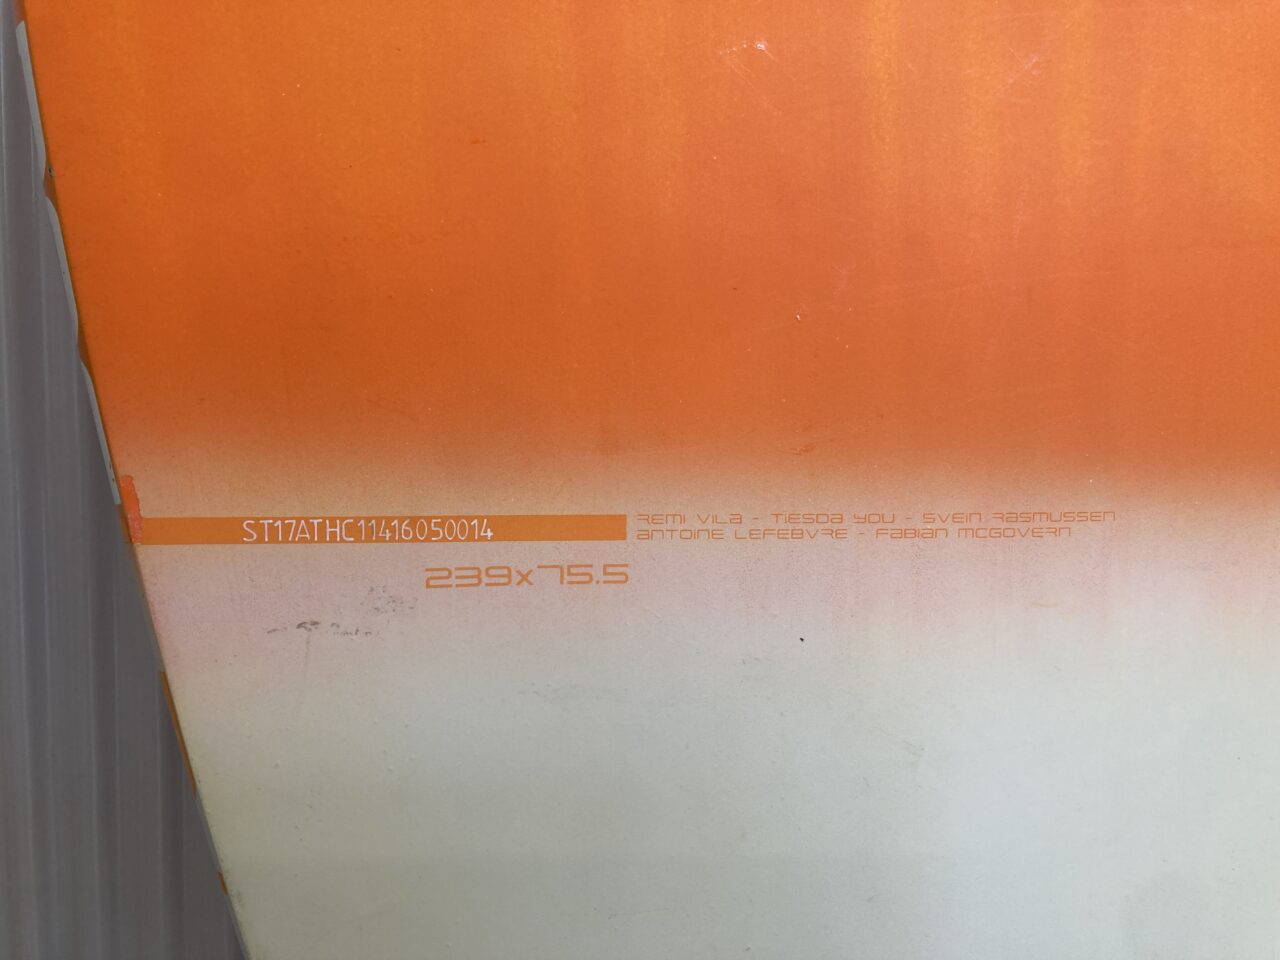 ST17ATHC11416050014
REMI VILA - TIESDA YOU - SVEIN RASMUSSEN
ANTOINE LEFEBVRE - FABIAN MCGOVERN
239x75.5